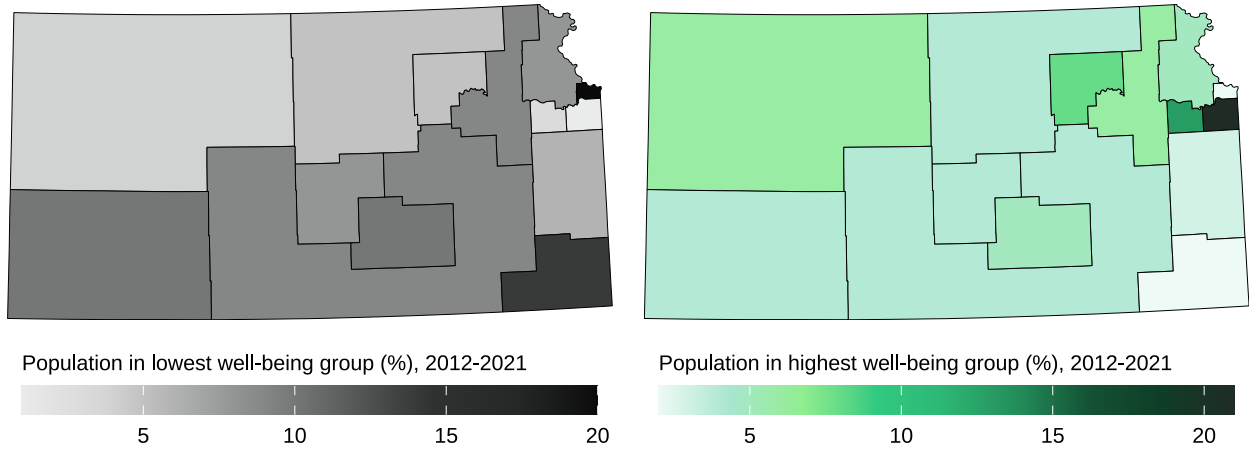 Population in lowest well-being group (%), 2012-2021
5 10 15 20
Population in highest well-being group (%), 2012-2021
5 10 15 20